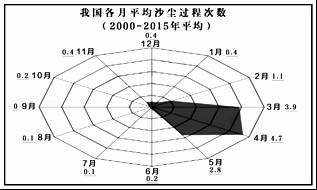 我国各月平均沙尘过程次数
(2000-2015年平均)
0.4
12月
0.4 11月
1月 0.4
0.2 10月
2月 1.1
0 9月
3月 3.9
0.1 8月
4月 4.7
7月
0.1
5月
2.8
6月
0.2